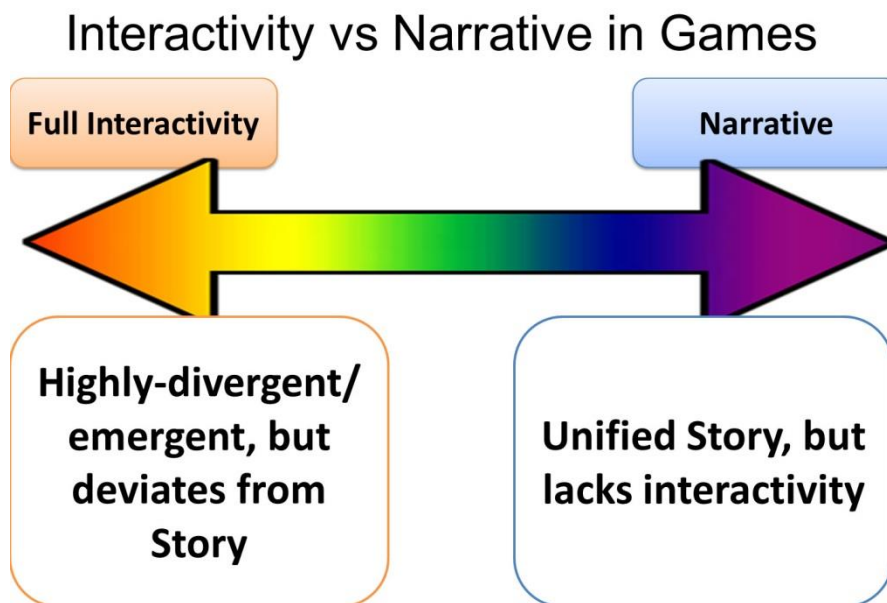 Interactivity vs Narrative in Games
Full Interactivity
Narrative
Highly-divergent/
emergent, but
deviates from
Story
Unified Story, but
lacks interactivity